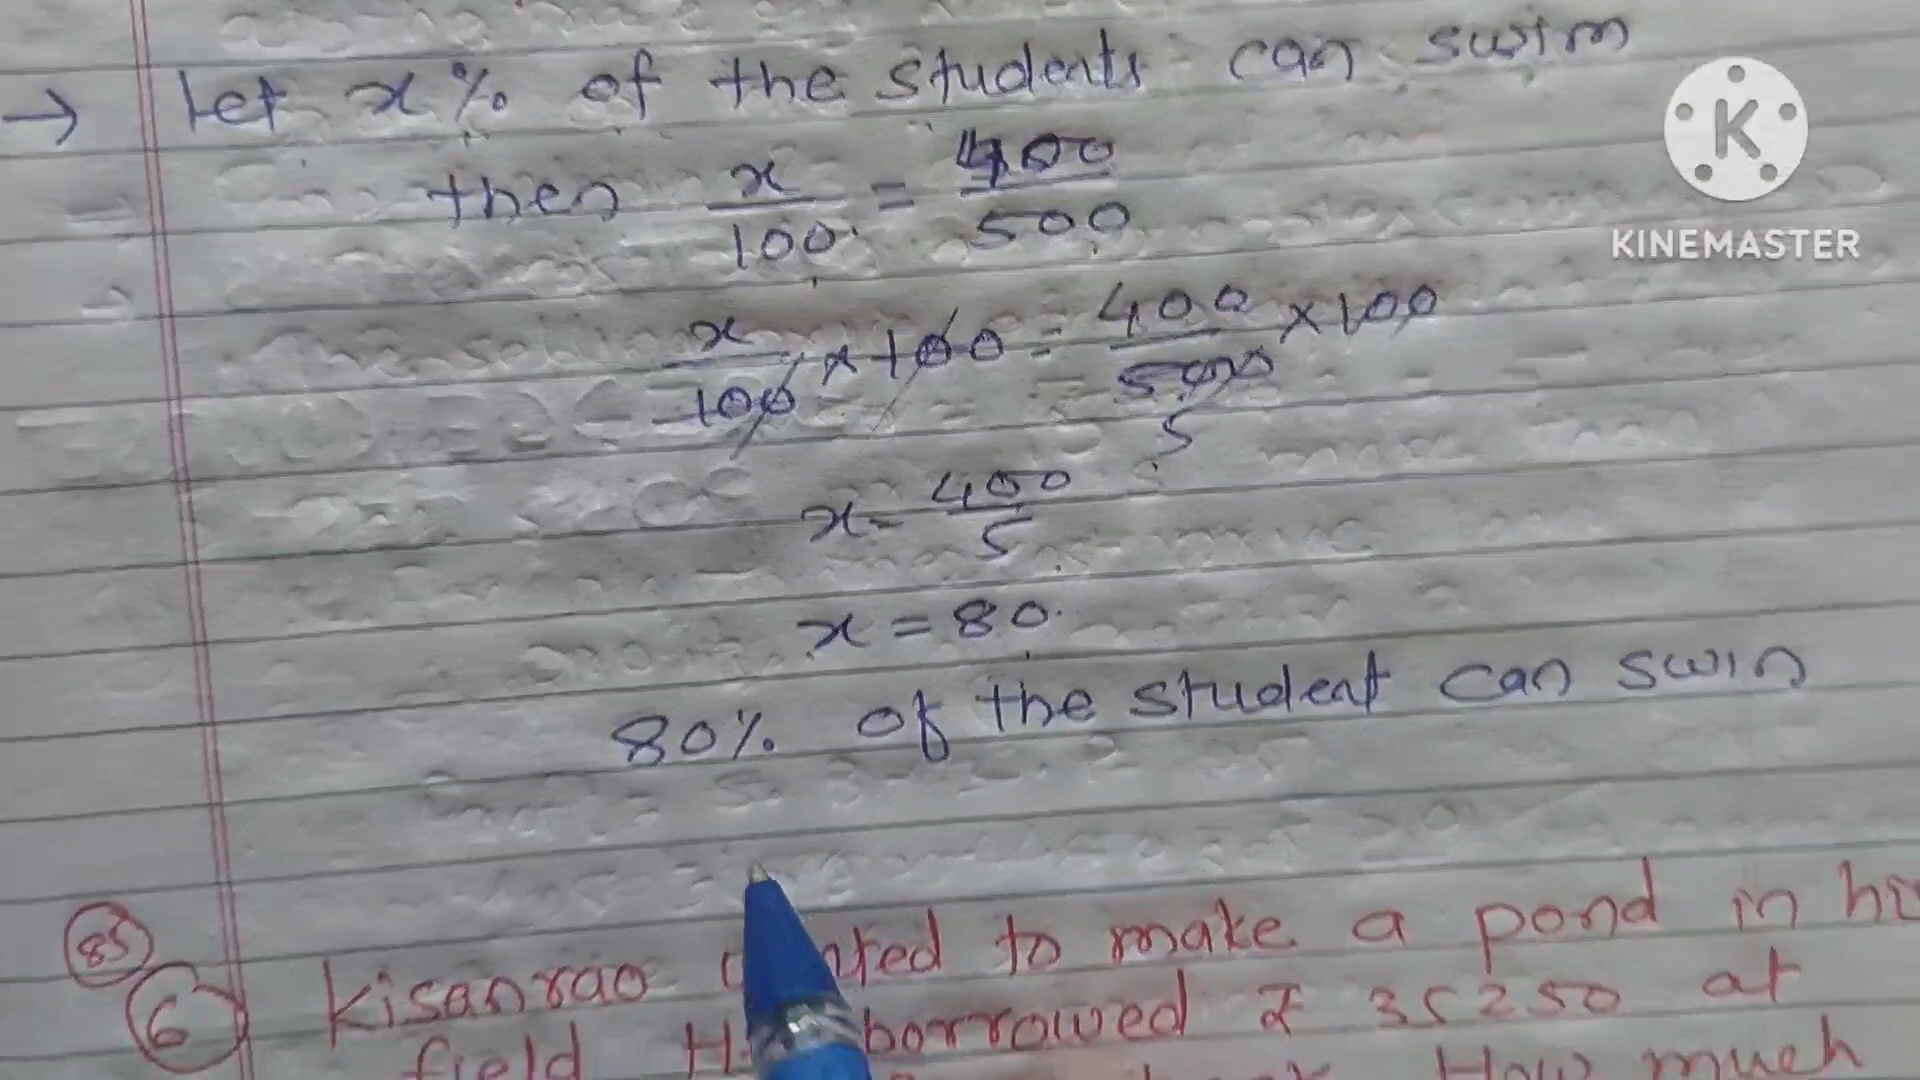 → Let x% of the students can swim
then x/100 = 400/500
x/100 × 100 = 400/500 × 100
5
x = 400/5
x = 80.
80% of the student can swin
85
6 Kisanrao to make a pond in
field borrowed ₹ 35250 at
How much
K
KINEMASTER